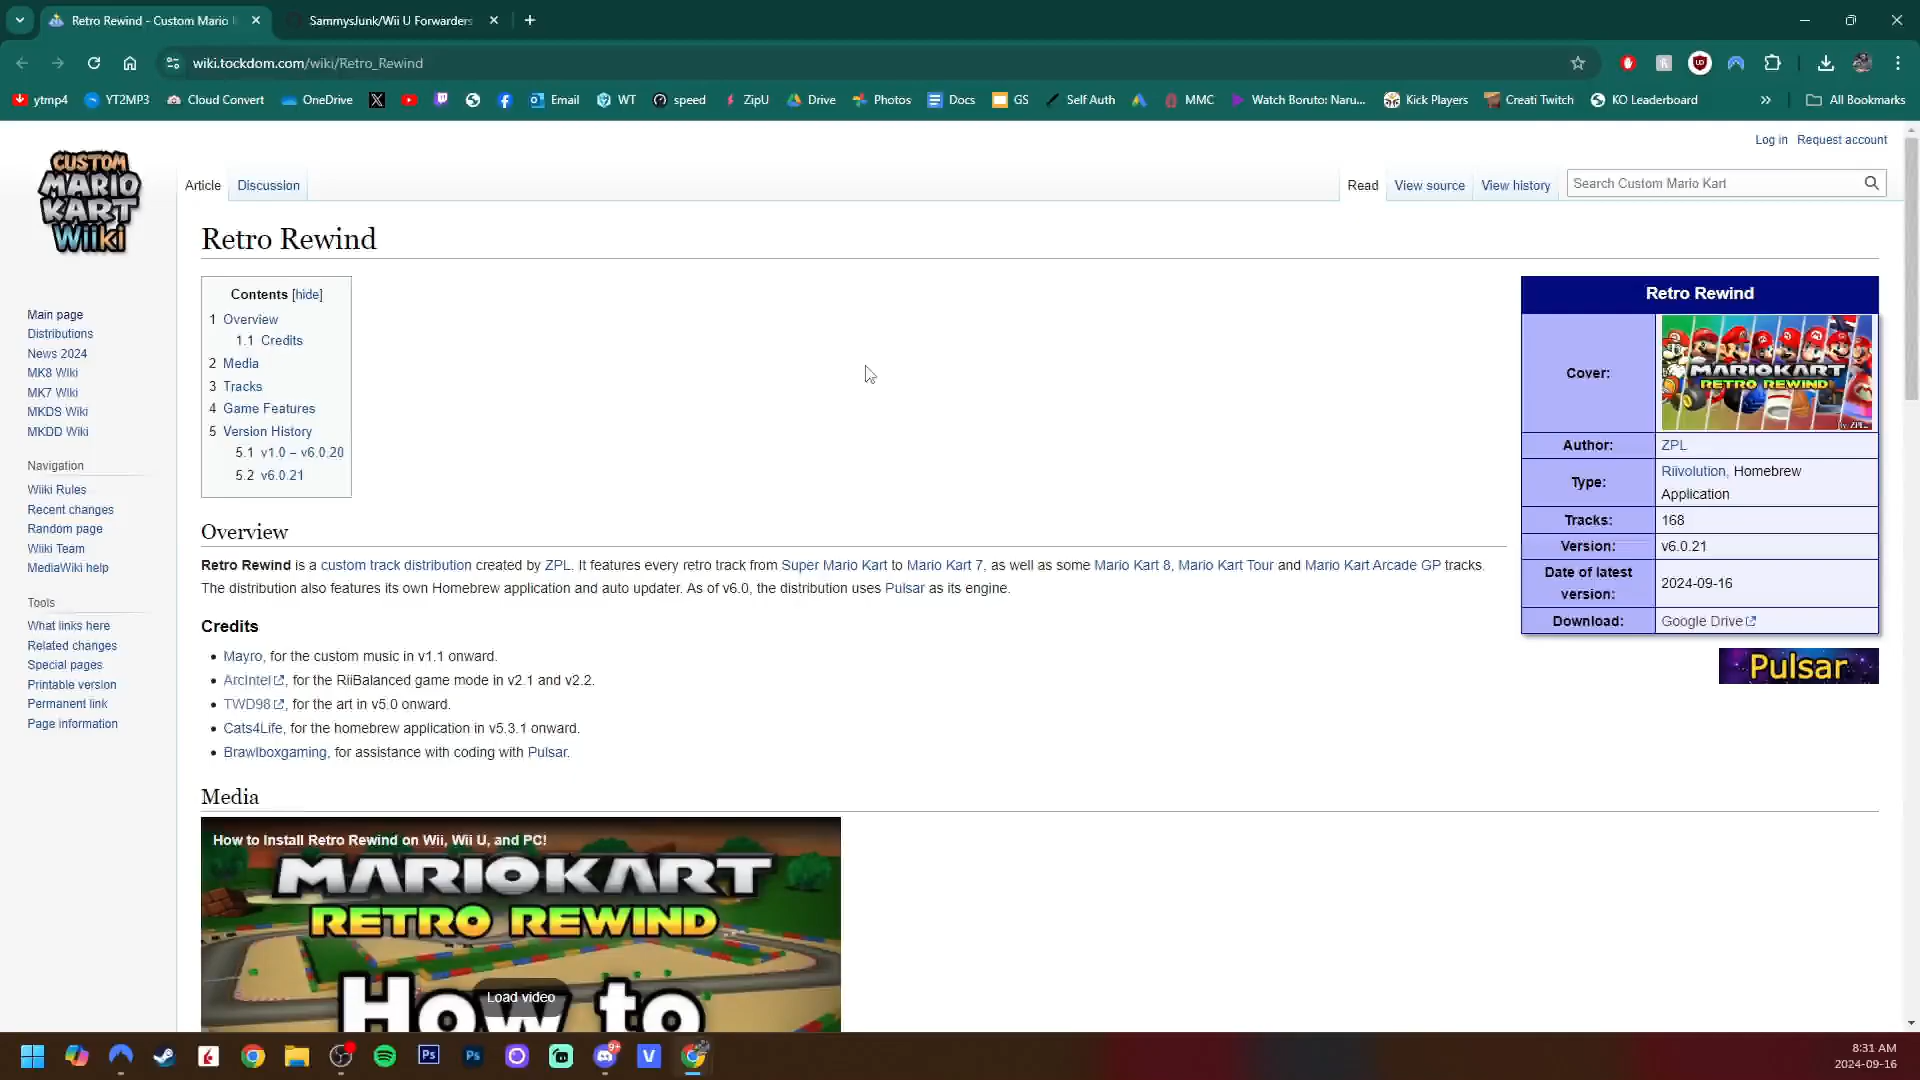 Retro Rewind - Custom Mario
SammysJunk/Wii U Forwarders
wiki.tockdom.com/wiki/Retro_Rewind
ytmp4
YT2MP3
Cloud Convert
OneDrive
Email
WT
speed
ZipU
Drive
Photos
Docs
GS
Self Auth
MMC
Watch Boruto: Naru...
Kick Players
Creati Twitch
KO Leaderboard
»
All Bookmarks
Log in
Request account
CUSTOM
MARIO
KART
Wiiki
Article
Discussion
Read
View source
View history
Search Custom Mario Kart
Retro Rewind
Main page
Distributions
News 2024
MK8 Wiki
MK7 Wiki
MKDS Wiki
MKDD Wiki
Navigation
Wiiki Rules
Recent changes
Random page
Wiiki Team
MediaWiki help
Tools
What links here
Related changes
Special pages
Printable version
Permanent link
Page information
Contents [hide]
1 Overview
1.1 Credits
2 Media
3 Tracks
4 Game Features
5 Version History
5.1 v1.0 – v6.0.20
5.2 v6.0.21
Retro Rewind
Cover:
MARIOKART
RETRO REWIND
by ZPL
Author: ZPL
Type: Riivolution, Homebrew
Application
Tracks: 168
Version: v6.0.21
Date of latest
version: 2024-09-16
Download: Google Drive
Pulsar
Overview
Retro Rewind is a custom track distribution created by ZPL. It features every retro track from Super Mario Kart to Mario Kart 7, as well as some Mario Kart 8, Mario Kart Tour and Mario Kart Arcade GP tracks.
The distribution also features its own Homebrew application and auto updater. As of v6.0, the distribution uses Pulsar as its engine.
Credits
• Mayro, for the custom music in v1.1 onward.
• ArcIntel, for the RiiBalanced game mode in v2.1 and v2.2.
• TWD98, for the art in v5.0 onward.
• Cats4Life, for the homebrew application in v5.3.1 onward.
• Brawlboxgaming, for assistance with coding with Pulsar.
Media
How to Install Retro Rewind on Wii, Wii U, and PC!
MARIOKART
RETRO REWIND
How to
Load video
9+
8:31 AM
2024-09-16